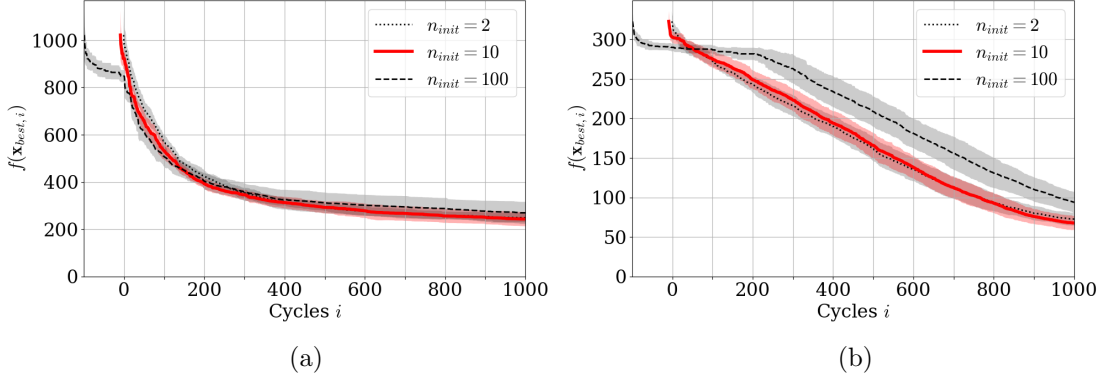 f(x_{best, i})
1000
800
600
400
200
0
0 200 400 600 800 1000
Cycles i
n_{init} = 2
n_{init} = 10
n_{init} = 100
(a)
f(x_{best, i})
300
250
200
150
100
50
0
0 200 400 600 800 1000
Cycles i
n_{init} = 2
n_{init} = 10
n_{init} = 100
(b)